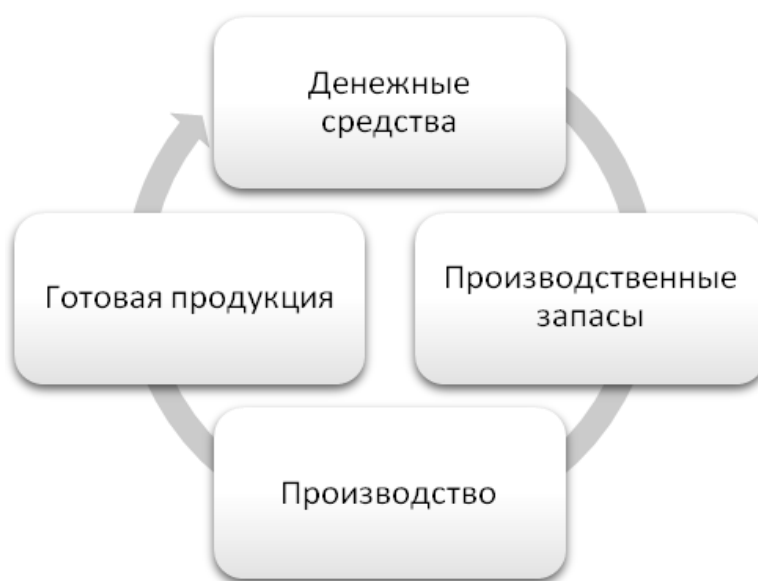 Денежные
средства
Производственные
запасы
Производство
Готовая продукция